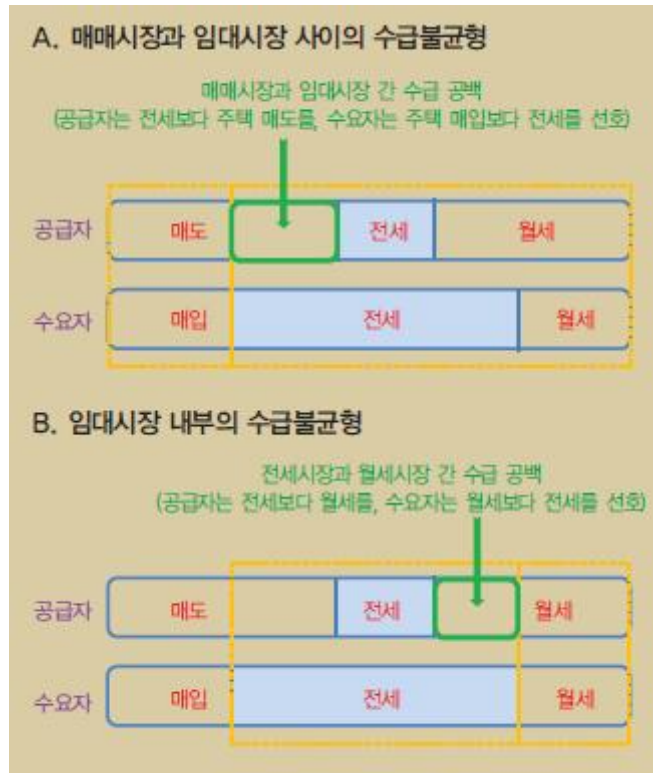 A. 매매시장과 임대시장 사이의 수급불균형
매매시장과 임대시장 간 수급 공백
(공급자는 전세보다 주택 매도를, 수요자는 주택 매입보다 전세를 선호)
공급자 매도 전세 월세
수요자 매입 전세 월세
B. 임대시장 내부의 수급불균형
전세시장과 월세시장 간 수급 공백
(공급자는 전세보다 월세를, 수요자는 월세보다 전세를 선호)
공급자 매도 전세 월세
수요자 매입 전세 월세